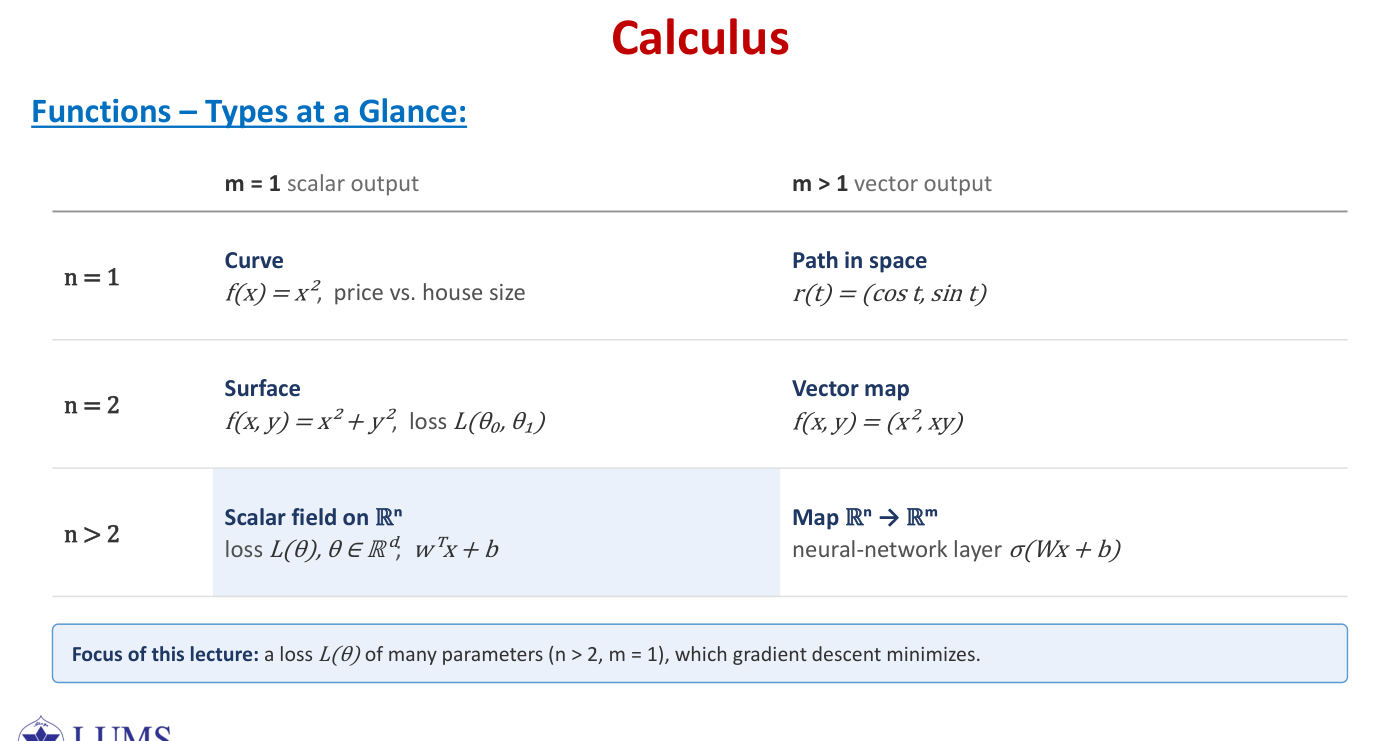 Calculus
Functions – Types at a Glance:
m = 1 scalar output
m > 1 vector output
n = 1
Curve
f(x) = x², price vs. house size
Path in space
r(t) = (cos t, sin t)
n = 2
Surface
f(x, y) = x² + y², loss L(θ₀, θ₁)
Vector map
f(x, y) = (x², xy)
n > 2
Scalar field on ℝⁿ
loss L(θ), θ ∈ ℝᵈ; wᵀx + b
Map ℝⁿ → ℝᵐ
neural-network layer σ(Wx + b)
Focus of this lecture: a loss L(θ) of many parameters (n > 2, m = 1), which gradient descent minimizes.
LUMS